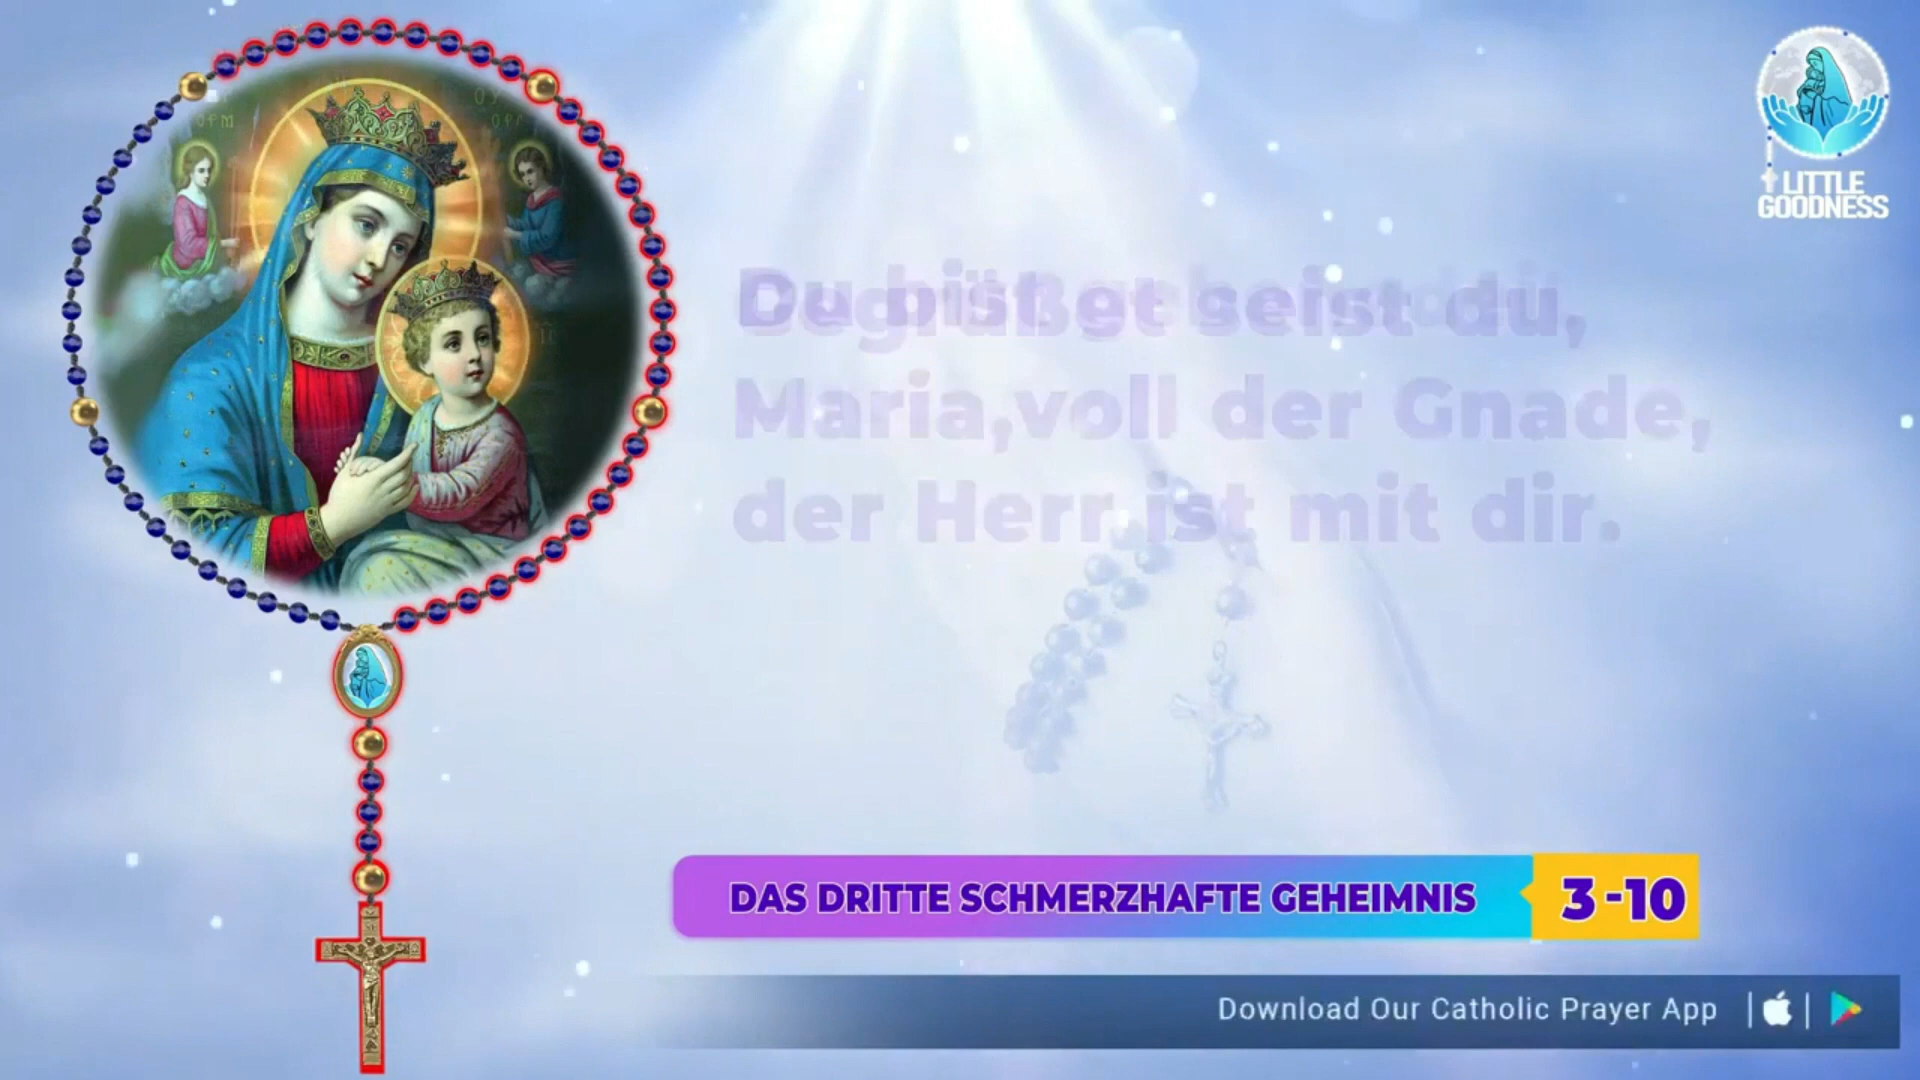 LITTLE
GOODNESS
Gegrüßet seist du,
Maria,voll der Gnade,
der Herr ist mit dir.
DAS DRITTE SCHMERZHAFTE GEHEIMNIS
3-10
Download Our Catholic Prayer App